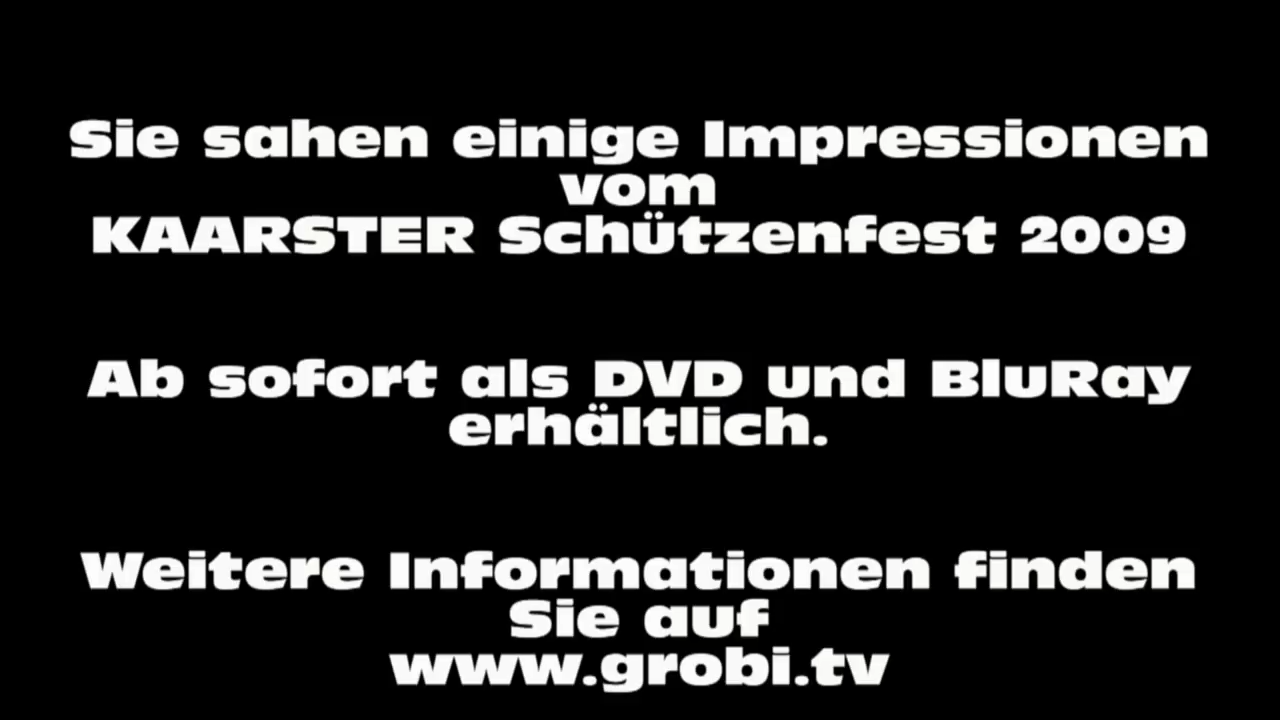 Sie sahen einige Impressionen
vom
KAARSTER Schützenfest 2009
Ab sofort als DVD und BluRay
erhältlich.
Weitere Informationen finden
Sie auf
www.grobi.tv